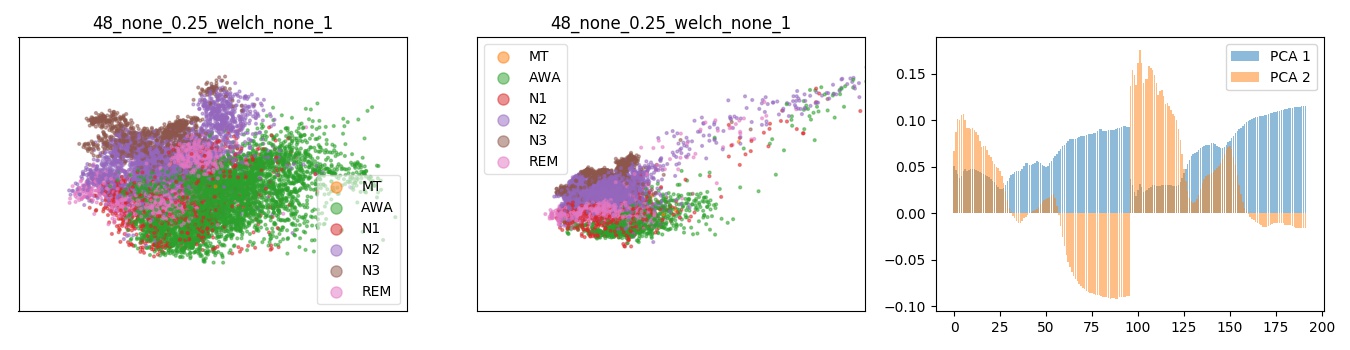 48_none_0.25_welch_none_1
MT
AWA
N1
N2
N3
REM
48_none_0.25_welch_none_1
MT
AWA
N1
N2
N3
REM
PCA 1
PCA 2
0.15
0.10
0.05
0.00
−0.05
−0.10
0 25 50 75 100 125 150 175 200